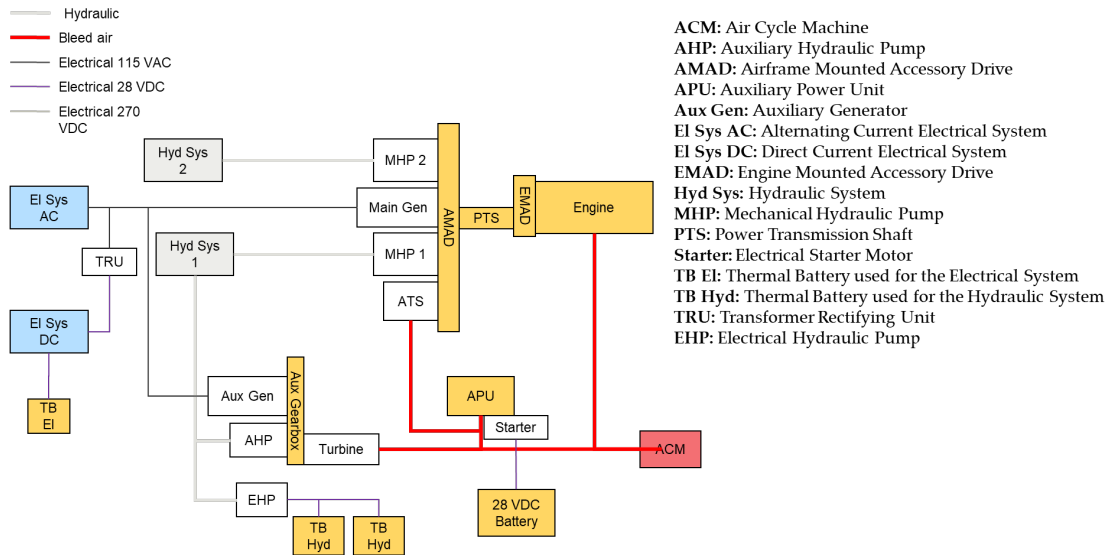 Hydraulic
Bleed air
Electrical 115 VAC
Electrical 28 VDC
Electrical 270
VDC
Hyd Sys
2
MHP 2
El Sys
AC
Main Gen
AMAD
PTS
EMAD
Engine
TRU
Hyd Sys
1
MHP 1
ATS
El Sys
DC
TB
El
Aux Gen
Aux Gearbox
AHP
Turbine
APU
Starter
ACM
EHP
TB
Hyd
TB
Hyd
28 VDC
Battery
ACM: Air Cycle Machine
AHP: Auxiliary Hydraulic Pump
AMAD: Airframe Mounted Accessory Drive
APU: Auxiliary Power Unit
Aux Gen: Auxiliary Generator
El Sys AC: Alternating Current Electrical System
El Sys DC: Direct Current Electrical System
EMAD: Engine Mounted Accessory Drive
Hyd Sys: Hydraulic System
MHP: Mechanical Hydraulic Pump
PTS: Power Transmission Shaft
Starter: Electrical Starter Motor
TB El: Thermal Battery used for the Electrical System
TB Hyd: Thermal Battery used for the Hydraulic System
TRU: Transformer Rectifying Unit
EHP: Electrical Hydraulic Pump